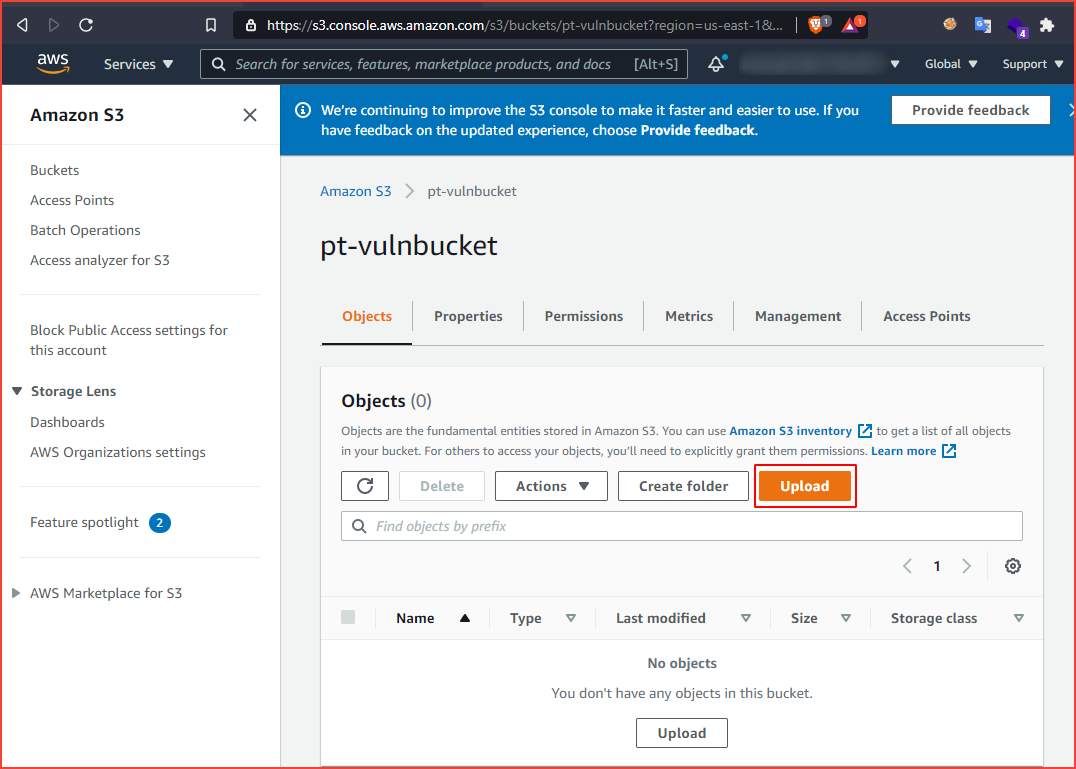 https://s3.console.aws.amazon.com/s3/buckets/pt-vulnbucket?region=us-east-1&...
1
1
4
aws
Services
Search for services, features, marketplace products, and docs [Alt+S]
Global
Support
Amazon S3
Buckets
Access Points
Batch Operations
Access analyzer for S3
Block Public Access settings for
this account
Storage Lens
Dashboards
AWS Organizations settings
Feature spotlight 2
AWS Marketplace for S3
We're continuing to improve the S3 console to make it faster and easier to use. If you
have feedback on the updated experience, choose Provide feedback.
Provide feedback
Amazon S3 pt-vulnbucket
pt-vulnbucket
Objects Properties Permissions Metrics Management Access Points
Objects (0)
Objects are the fundamental entities stored in Amazon S3. You can use Amazon S3 inventory to get a list of all objects
in your bucket. For others to access your objects, you'll need to explicitly grant them permissions. Learn more
Delete Actions Create folder Upload
Find objects by prefix
1
Name Type Last modified Size Storage class
No objects
You don't have any objects in this bucket.
Upload